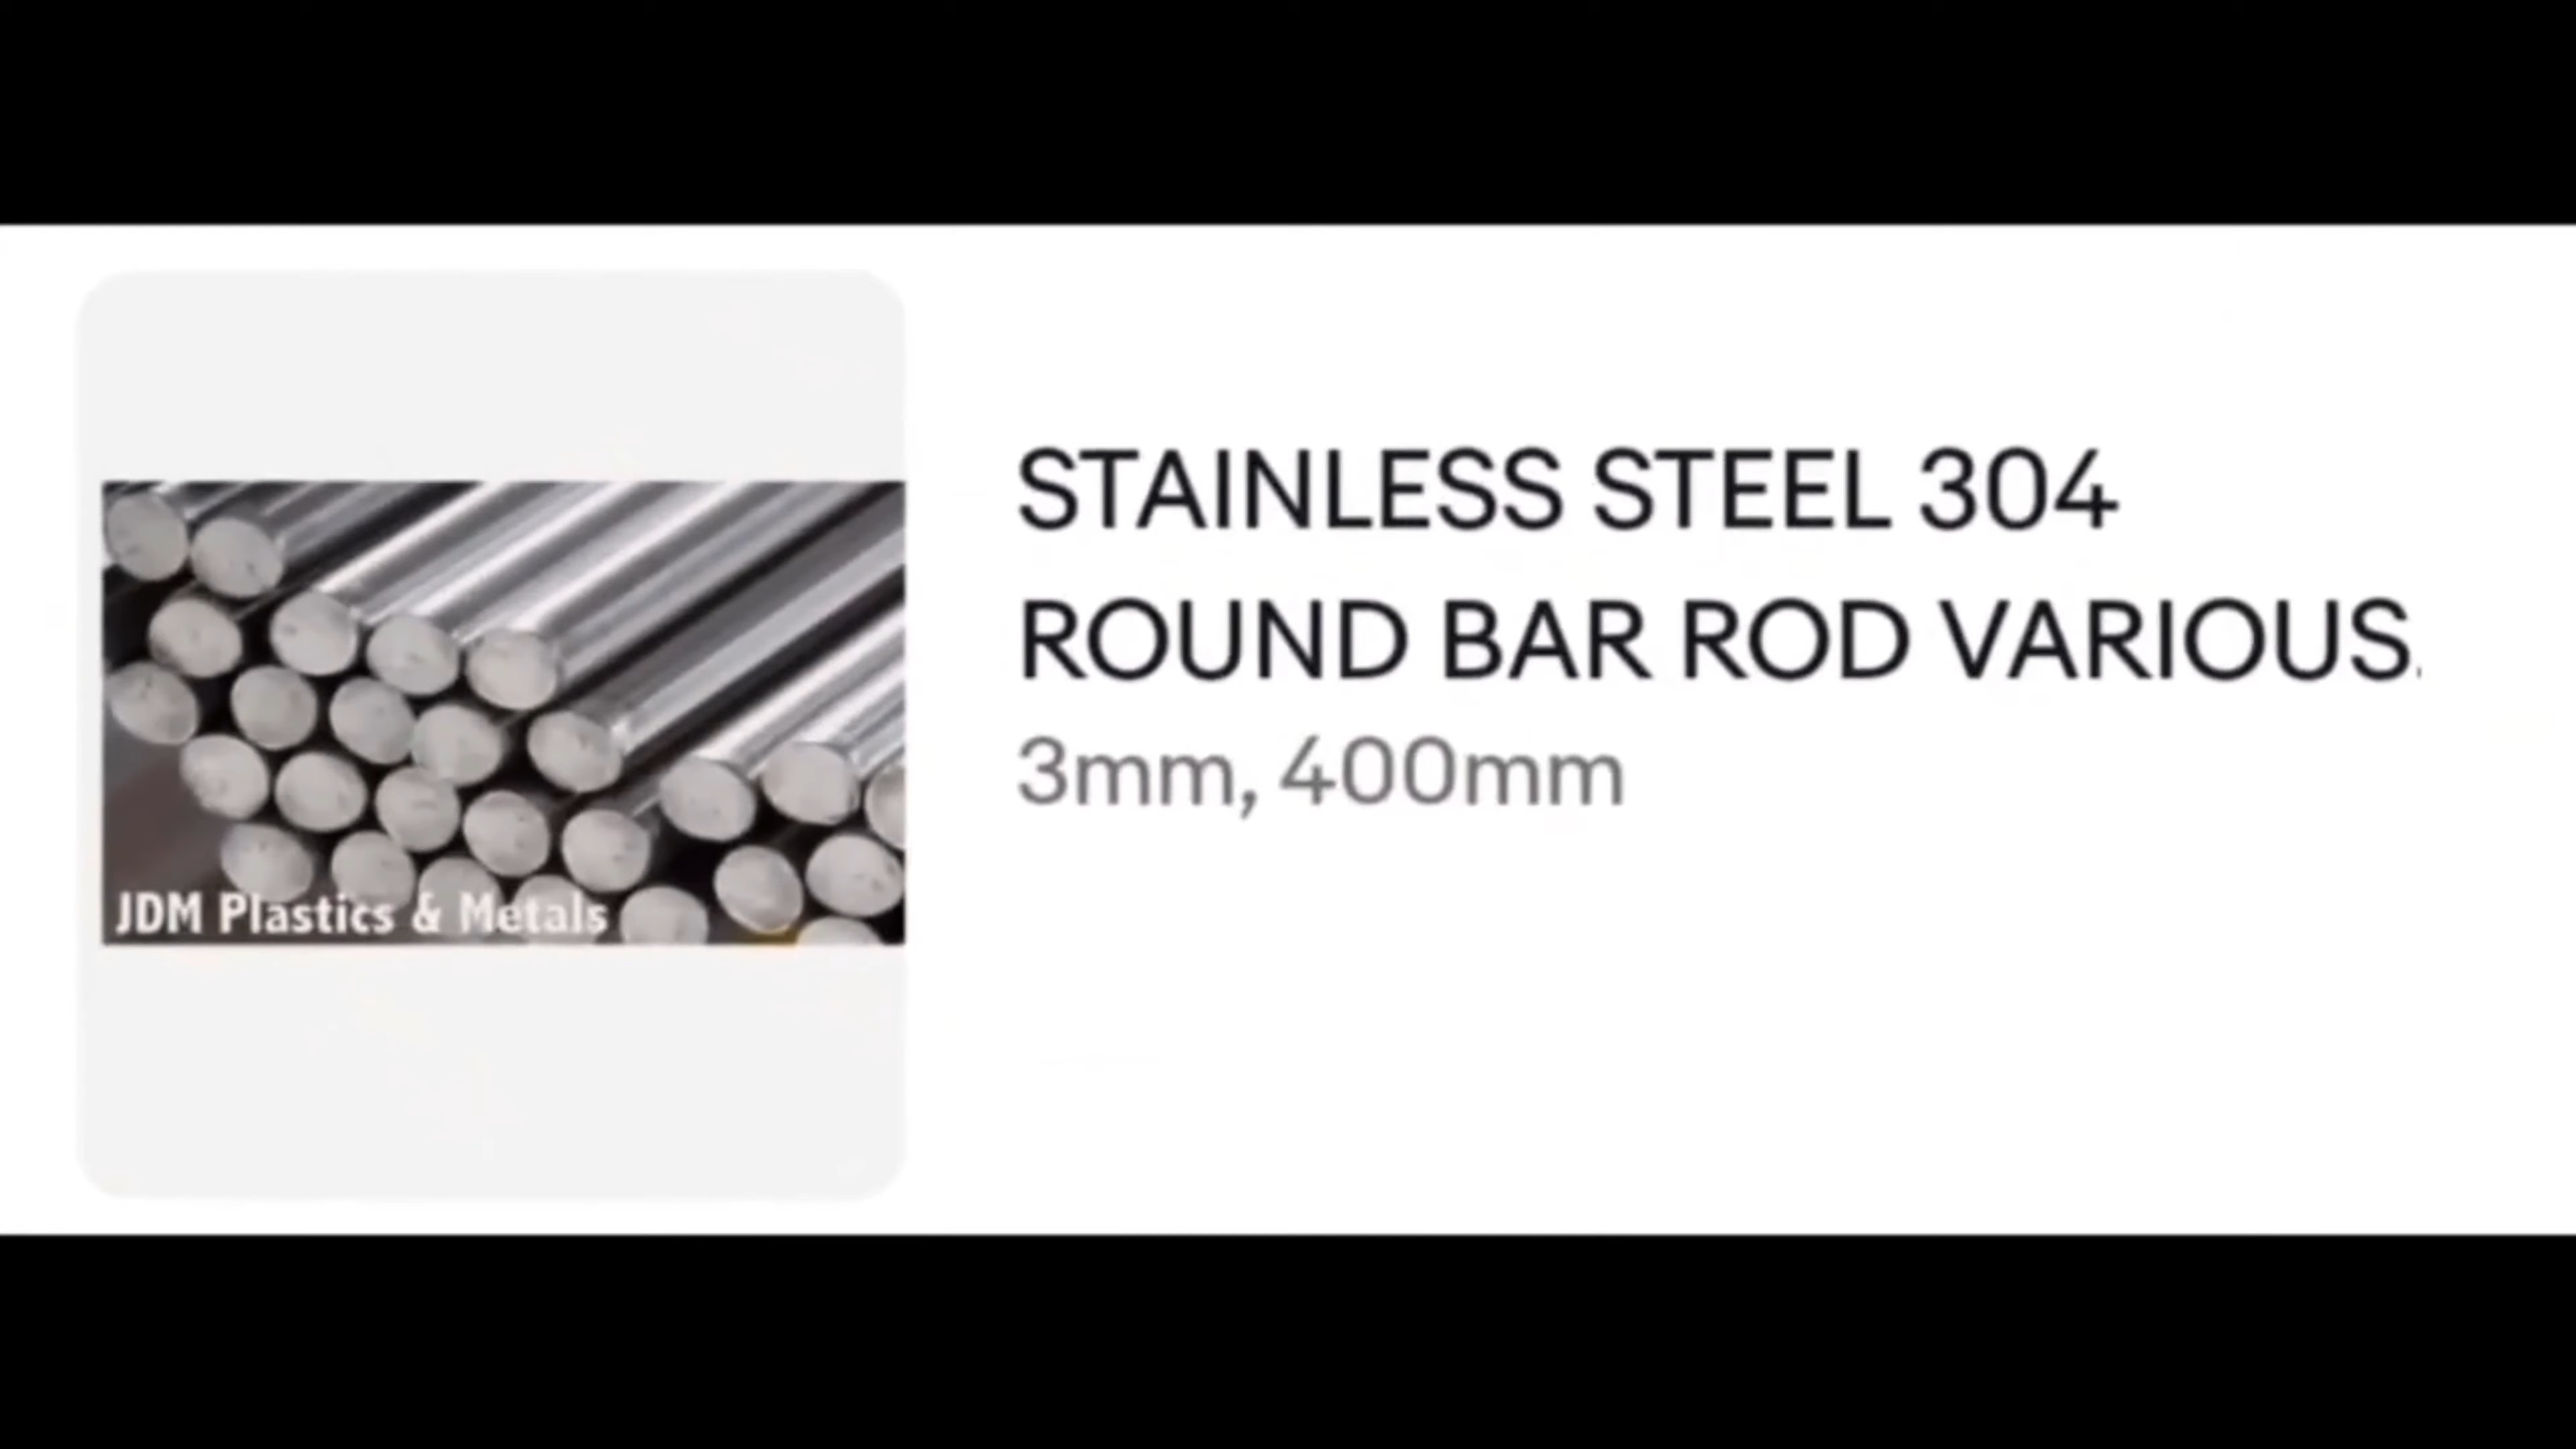 STAINLESS STEEL 304
ROUND BAR ROD VARIOUS.
3mm, 400mm
JDM Plastics & Metals